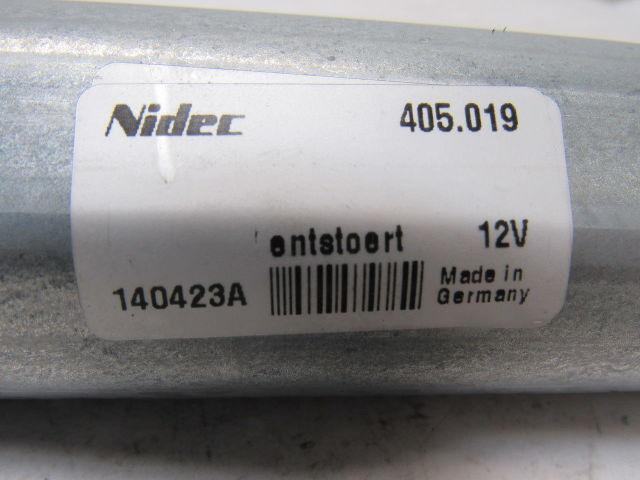 Nidec 405.019
entstoert 12V
140423A Made in
Germany